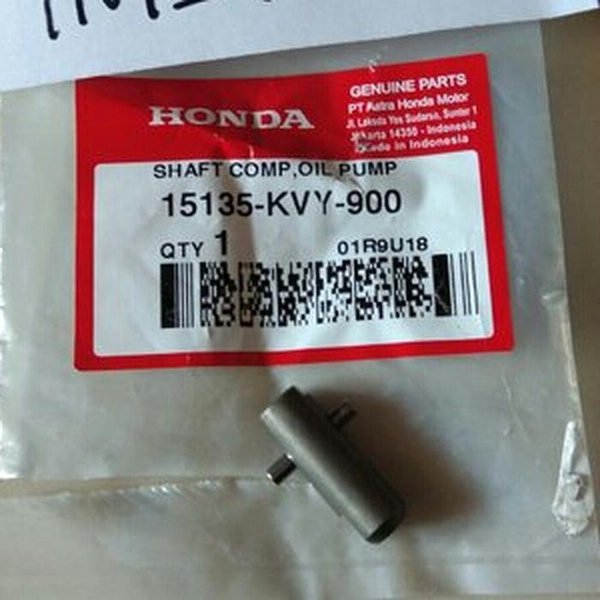 HONDA
GENUINE PARTS
PT Astra Honda Motor
Jl. Laksda Yos Sudarso, Sunter 1
Jakarta 14350 - Indonesia
Made in Indonesia
SHAFT COMP,OIL PUMP
15135-KVY-900
QTY 1
01R9U18